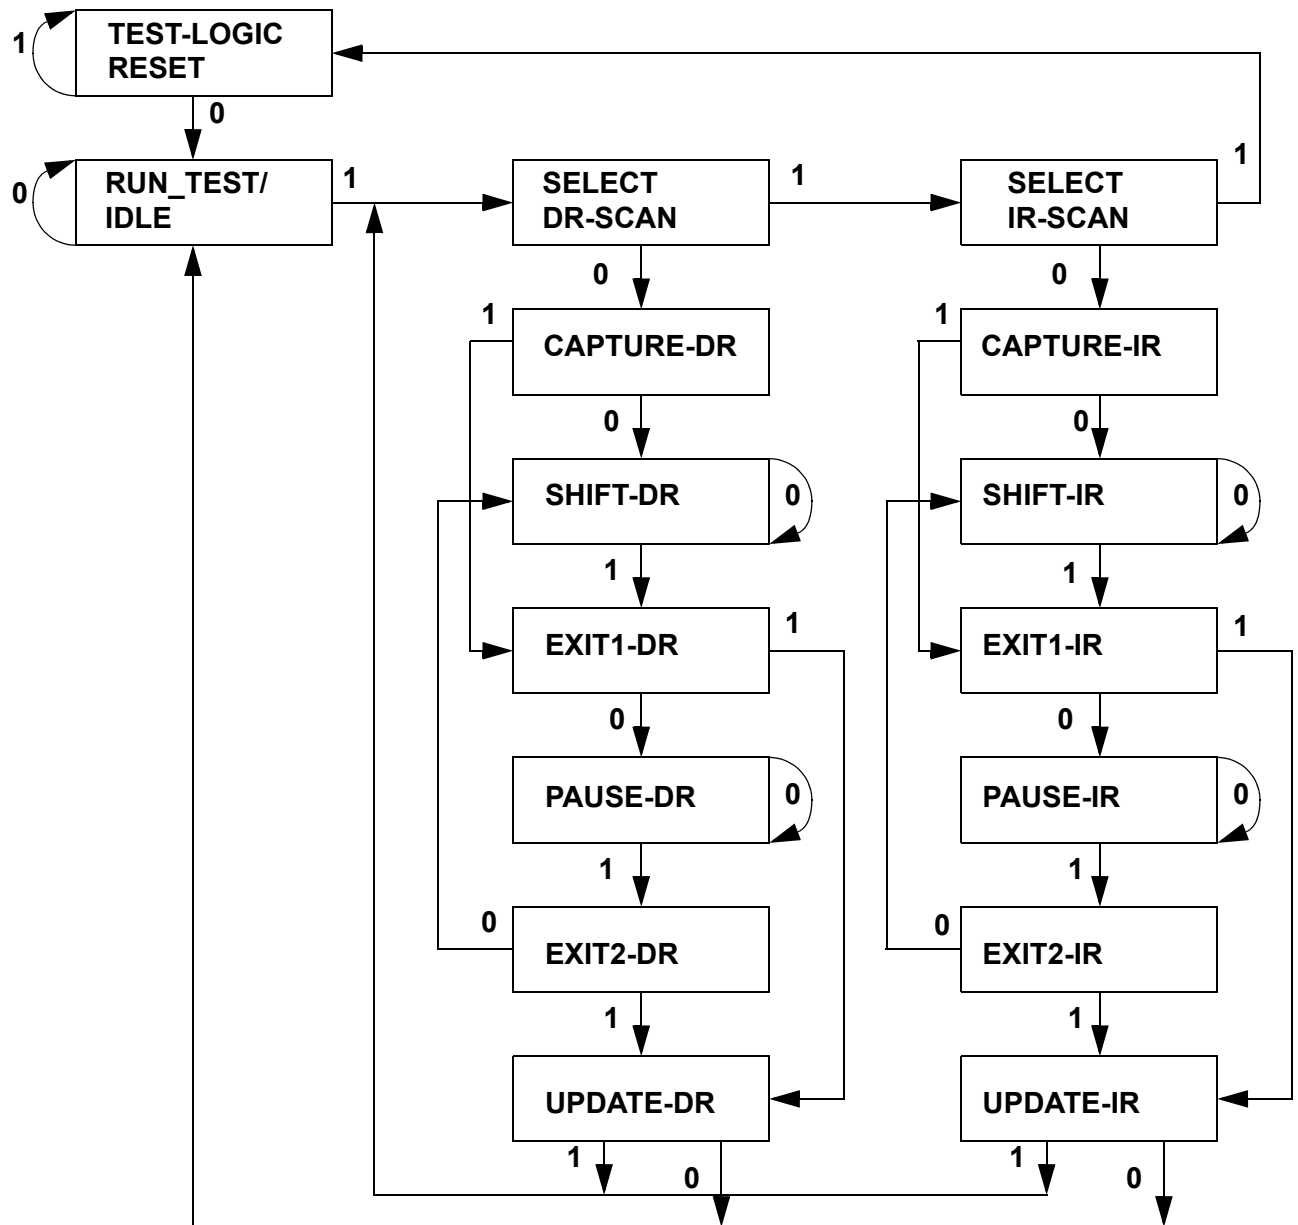 1
TEST-LOGIC
RESET
0
0
RUN_TEST/
IDLE
1
SELECT
DR-SCAN
1
SELECT
IR-SCAN
1
0
0
1
CAPTURE-DR
1
CAPTURE-IR
0
0
SHIFT-DR
0
SHIFT-IR
0
1
1
EXIT1-DR
1
EXIT1-IR
1
0
0
PAUSE-DR
0
PAUSE-IR
0
1
1
0
EXIT2-DR
0
EXIT2-IR
1
1
UPDATE-DR
UPDATE-IR
1
0
1
0